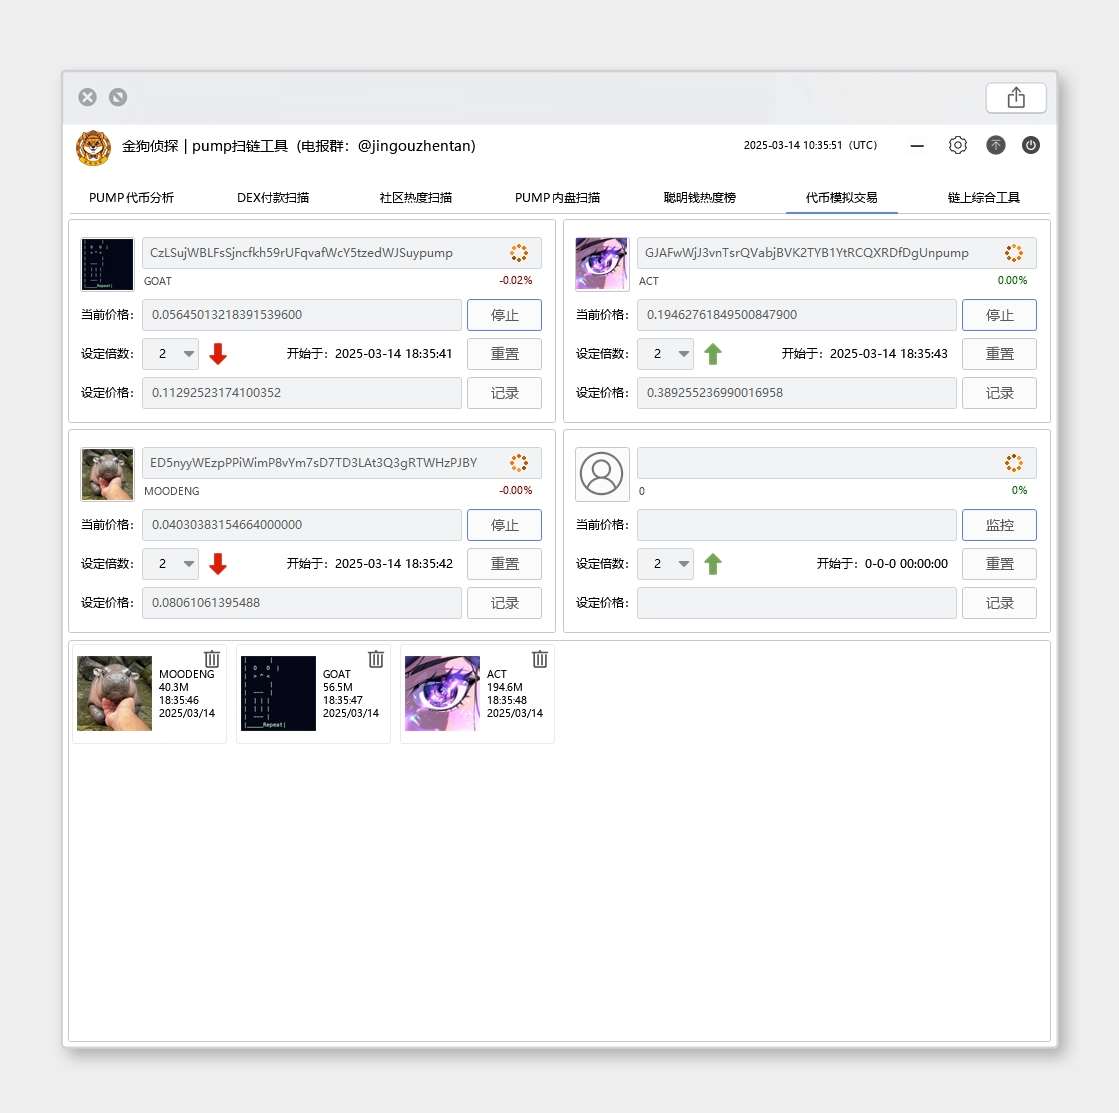 金狗侦探 | pump扫链工具 (电报群：@jingouzhentan)
2025-03-14 10:35:51（UTC）
PUMP代币分析 DEX付款扫描 社区热度扫描 PUMP内盘扫描 聪明钱热度榜 代币模拟交易 链上综合工具
CzLSujWBLFsSjncfkh59rUFqvafWcY5tzedWJSuypump
GOAT -0.02%
当前价格： 0.05645013218391539600 停止
设定倍数： 2 开始于：2025-03-14 18:35:41 重置
设定价格： 0.11292523174100352 记录
GJAFwWjJ3vnTsrQVabjBVK2TYB1YtRCQXRDfDgUnpump
ACT 0.00%
当前价格： 0.19462761849500847900 停止
设定倍数： 2 开始于：2025-03-14 18:35:43 重置
设定价格： 0.389255236990016958 记录
ED5nyyWEzpPPiWimP8vYm7sD7TD3LAt3Q3gRTWHzPJBY
MOODENG -0.00%
当前价格： 0.04030383154664000000 停止
设定倍数： 2 开始于：2025-03-14 18:35:42 重置
设定价格： 0.08061061395488 记录
0 0%
当前价格： 监控
设定倍数： 2 开始于：0-0-0 00:00:00 重置
设定价格： 记录
MOODENG
40.3M
18:35:46
2025/03/14
|_____Repeat|
GOAT
56.5M
18:35:47
2025/03/14
ACT
194.6M
18:35:48
2025/03/14